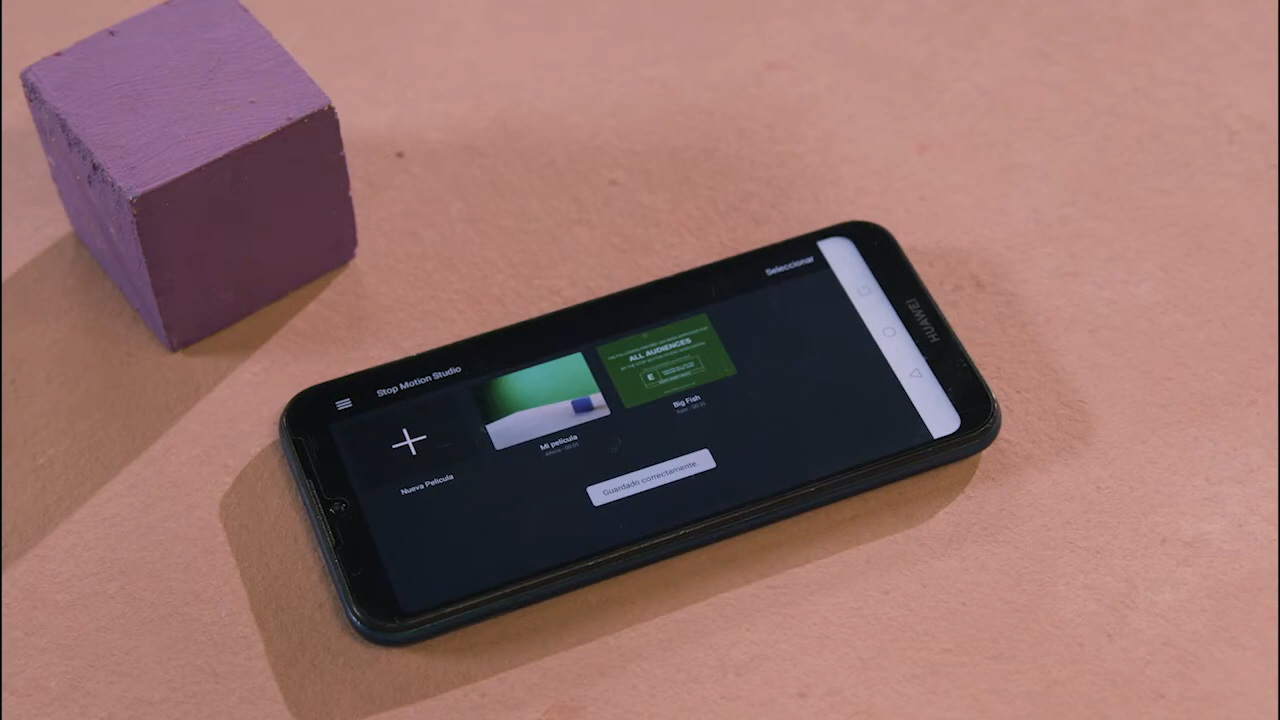 Seleccionar
HUAWEI
Stop Motion Studio
ALL AUDIENCES
E
Big Fish
Mi película
Nueva Película
Guardado correctamente